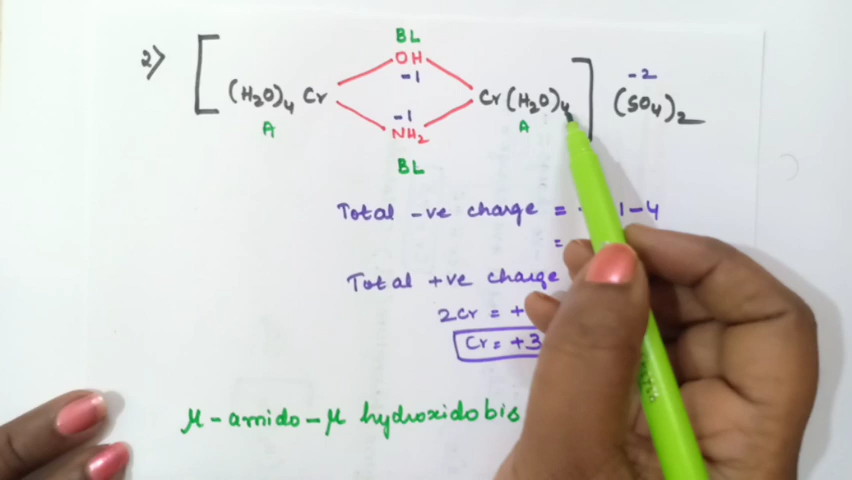 BL
2) [ (H₂O)₄ Cr OH -1 Cr (H₂O)₄ ] -2 (SO₄)₂
A -1 NH₂ A
BL
Total -ve charge = 1-4
=
Total +ve charge
2Cr = +
Cr = +3
μ-amido-μ hydroxidobis